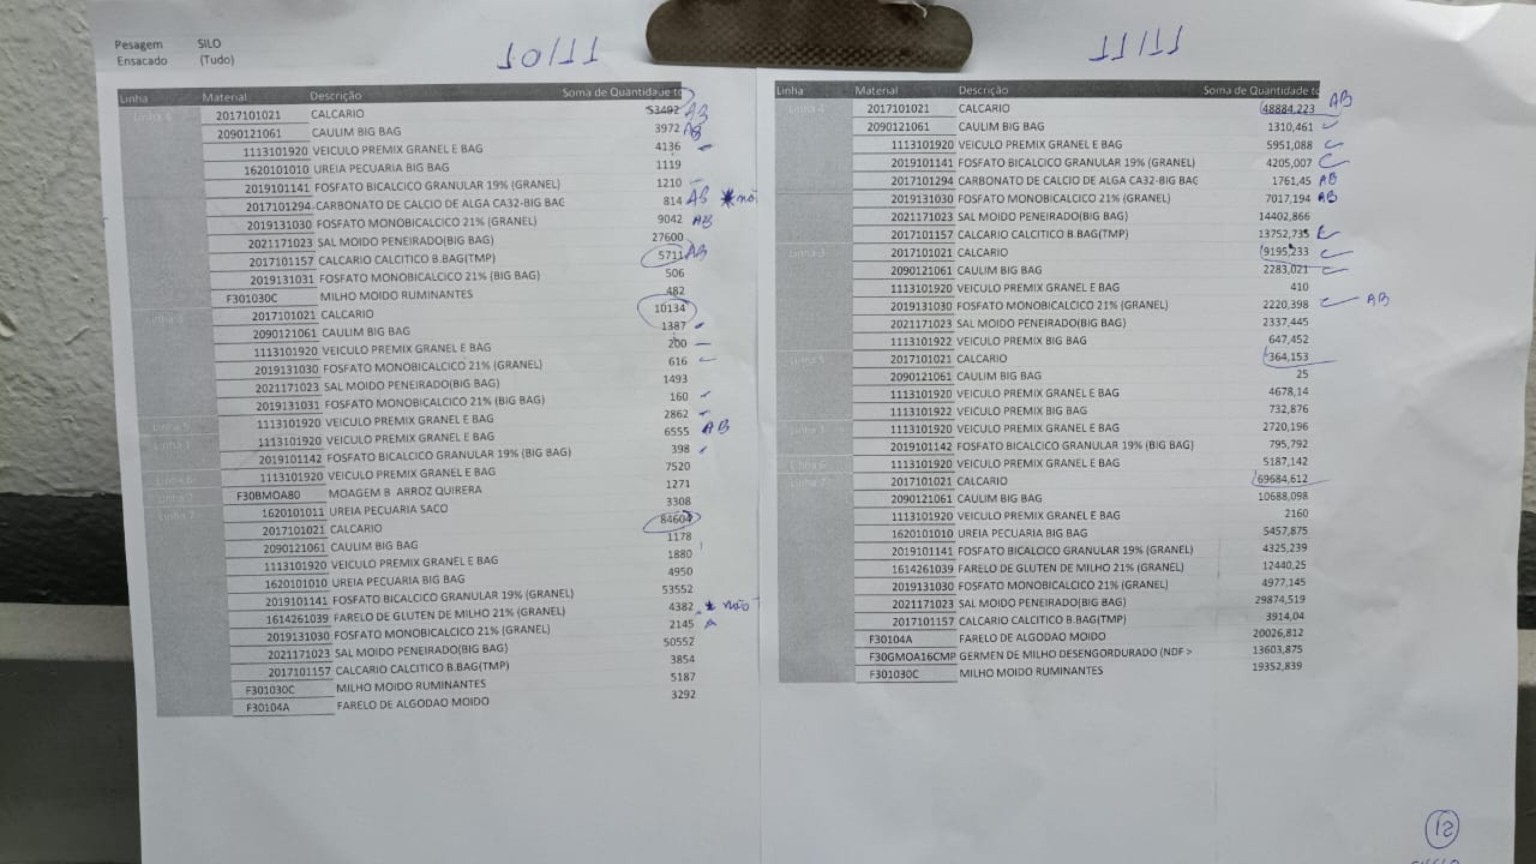 Pesagem SILO
Ensacado (Tudo)
10/11
Linha Material Descrição Soma de Quantidade to
Linha 4 2017101021 CALCARIO 53492 AB
2090121061 CAULIM BIG BAG 3972 AB
1113101920 VEICULO PREMIX GRANEL E BAG 4136
1620101010 UREIA PECUARIA BIG BAG 1119
2019101141 FOSFATO BICALCICO GRANULAR 19% (GRANEL) 1210
2017101294 CARBONATO DE CALCIO DE ALGA CA32-BIG BAG 814 AB * não
2019131030 FOSFATO MONOBICALCICO 21% (GRANEL) 9042 AB
2021171023 SAL MOIDO PENEIRADO(BIG BAG) 27600
2017101157 CALCARIO CALCITICO B.BAG(TMP) 5711 AB
2019131031 FOSFATO MONOBICALCICO 21% (BIG BAG) 506
F301030C MILHO MOIDO RUMINANTES 482
2017101021 CALCARIO 10134
2090121061 CAULIM BIG BAG 1387
1113101920 VEICULO PREMIX GRANEL E BAG 200
2019131030 FOSFATO MONOBICALCICO 21% (GRANEL) 616
2021171023 SAL MOIDO PENEIRADO(BIG BAG) 1493
2019131031 FOSFATO MONOBICALCICO 21% (BIG BAG) 160
Linha 5 1113101920 VEICULO PREMIX GRANEL E BAG 2862
1113101920 VEICULO PREMIX GRANEL E BAG 6555 AB
2019101142 FOSFATO BICALCICO GRANULAR 19% (BIG BAG) 398
1113101920 VEICULO PREMIX GRANEL E BAG 7520
F30BMOA80 MOAGEM B ARROZ QUIRERA 1271
Linha 7 1620101011 UREIA PECUARIA SACO 3308
2017101021 CALCARIO 84604
2090121061 CAULIM BIG BAG 1178
1113101920 VEICULO PREMIX GRANEL E BAG 1880
1620101010 UREIA PECUARIA BIG BAG 4950
2019101141 FOSFATO BICALCICO GRANULAR 19% (GRANEL) 53552
1614261039 FARELO DE GLUTEN DE MILHO 21% (GRANEL) 4382 * não
2019131030 FOSFATO MONOBICALCICO 21% (GRANEL) 2145 A
2021171023 SAL MOIDO PENEIRADO(BIG BAG) 50552
2017101157 CALCARIO CALCITICO B.BAG(TMP) 3854
F301030C MILHO MOIDO RUMINANTES 5187
F30104A FARELO DE ALGODAO MOIDO 3292
11/11
Linha Material Descrição Soma de Quantidade to
Linha 4 2017101021 CALCARIO 48884,223 AB
2090121061 CAULIM BIG BAG 1310,461
1113101920 VEICULO PREMIX GRANEL E BAG 5951,088
2019101141 FOSFATO BICALCICO GRANULAR 19% (GRANEL) 4205,007
2017101294 CARBONATO DE CALCIO DE ALGA CA32-BIG BAG 1761,45 AB
2019131030 FOSFATO MONOBICALCICO 21% (GRANEL) 7017,194 AB
2021171023 SAL MOIDO PENEIRADO(BIG BAG) 14402,866
2017101157 CALCARIO CALCITICO B.BAG(TMP) 13752,735
2017101021 CALCARIO 9195,233
2090121061 CAULIM BIG BAG 2283,021
1113101920 VEICULO PREMIX GRANEL E BAG 410
2019131030 FOSFATO MONOBICALCICO 21% (GRANEL) 2220,398 AB
2021171023 SAL MOIDO PENEIRADO(BIG BAG) 2337,445
1113101922 VEICULO PREMIX BIG BAG 647,452
2017101021 CALCARIO 364,153
2090121061 CAULIM BIG BAG 25
1113101920 VEICULO PREMIX GRANEL E BAG 4678,14
1113101922 VEICULO PREMIX BIG BAG 732,876
1113101920 VEICULO PREMIX GRANEL E BAG 2720,196
2019101142 FOSFATO BICALCICO GRANULAR 19% (BIG BAG) 795,792
Linha 6 1113101920 VEICULO PREMIX GRANEL E BAG 5187,142
Linha 7 2017101021 CALCARIO 69684,612
2090121061 CAULIM BIG BAG 10688,098
1113101920 VEICULO PREMIX GRANEL E BAG 2160
1620101010 UREIA PECUARIA BIG BAG 5457,875
2019101141 FOSFATO BICALCICO GRANULAR 19% (GRANEL) 4325,239
1614261039 FARELO DE GLUTEN DE MILHO 21% (GRANEL) 12440,25
2019131030 FOSFATO MONOBICALCICO 21% (GRANEL) 4977,145
2021171023 SAL MOIDO PENEIRADO(BIG BAG) 29874,519
2017101157 CALCARIO CALCITICO B.BAG(TMP) 3914,04
F30104A FARELO DE ALGODAO MOIDO 20026,812
F30GMOA16CMP GERMEN DE MILHO DESENGORDURADO (NDF > 13603,875
F301030C MILHO MOIDO RUMINANTES 19352,839